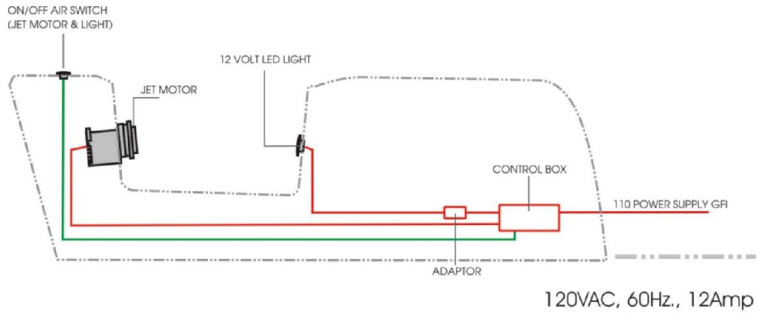 ON/OFF AIR SWITCH
(JET MOTOR & LIGHT)
12 VOLT LED LIGHT
JET MOTOR
CONTROL BOX
110 POWER SUPPLY GFI
ADAPTOR
120VAC, 60Hz., 12Amp